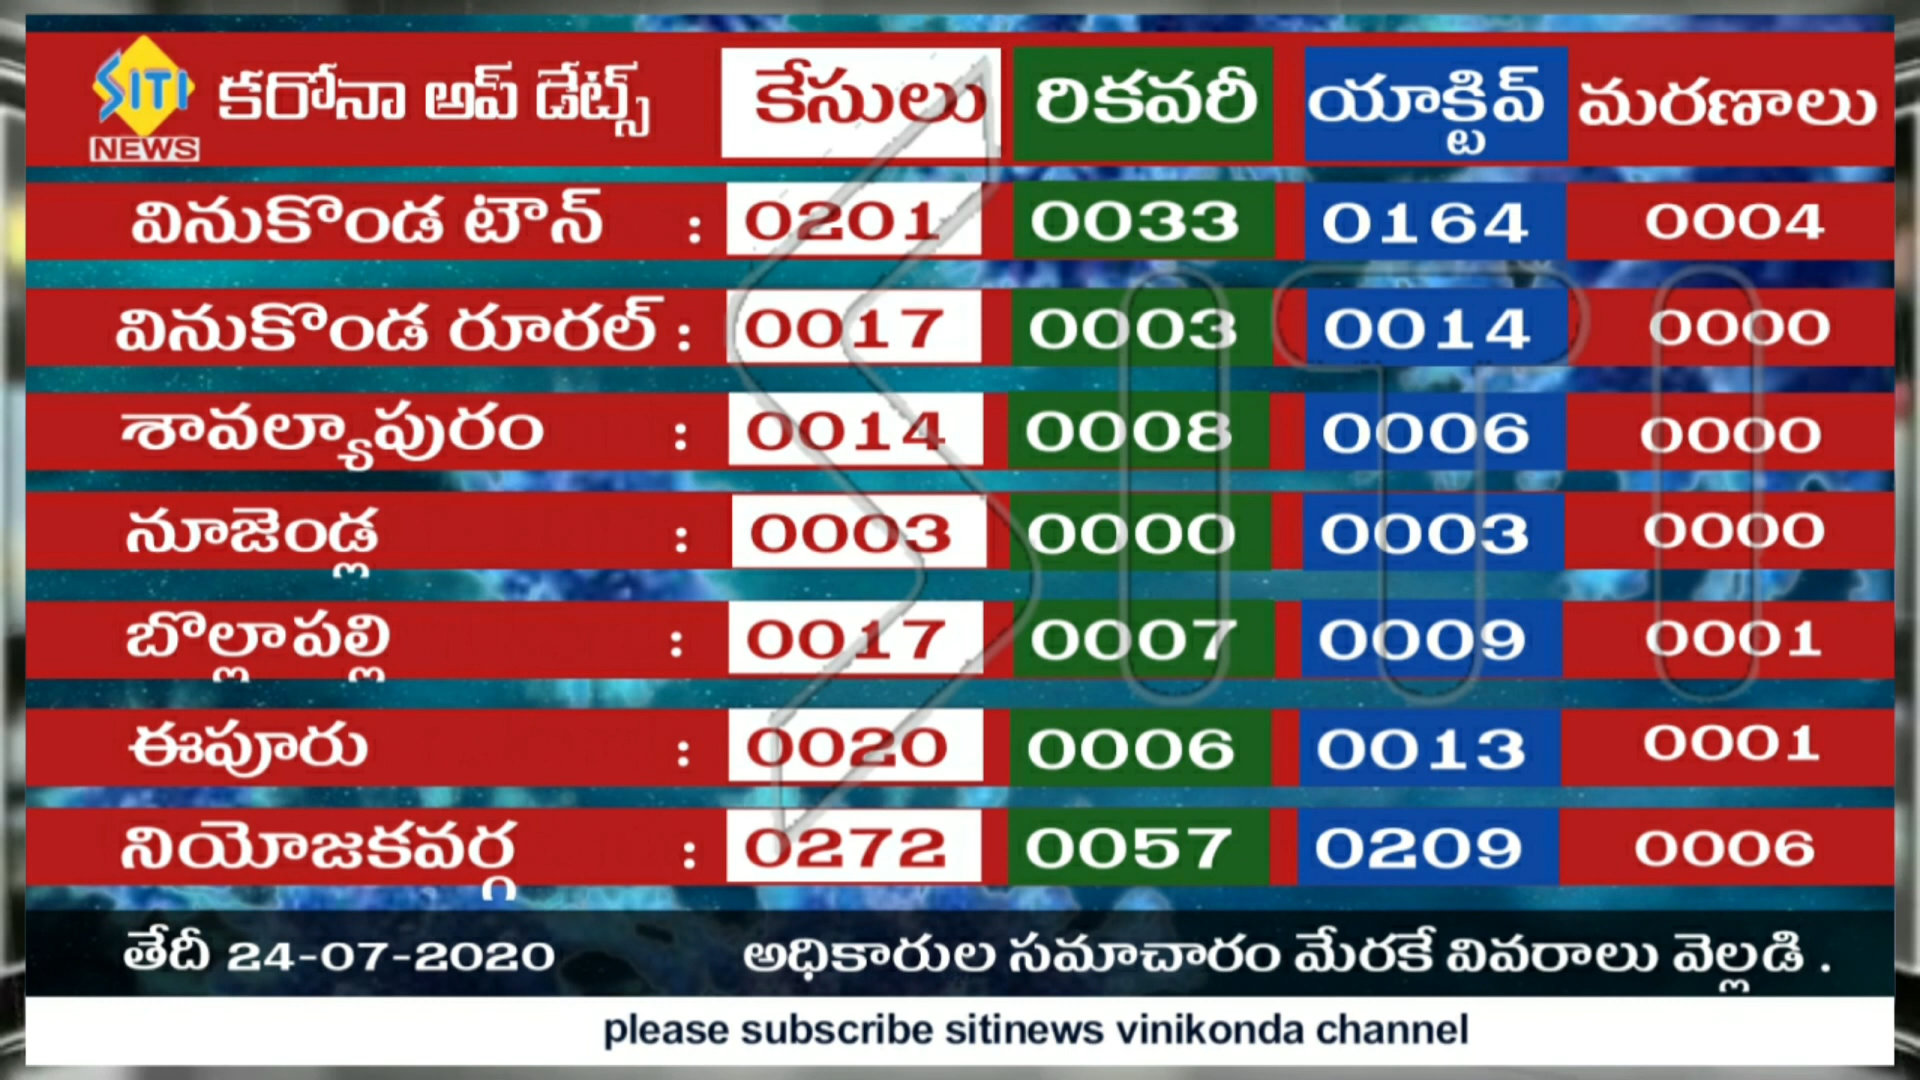 SITI NEWS కరోనా అప్ డేట్స్ కేసులు రికవరీ యాక్టివ్ మరణాలు
వినుకొండ టౌన్ : 0201 0033 0164 0004
వినుకొండ రూరల్ : 0017 0003 0014 0000
శావల్యాపురం : 0014 0008 0006 0000
నూజెండ్ల : 0003 0000 0003 0000
బొల్లాపల్లి : 0017 0007 0009 0001
ఈపూరు : 0020 0006 0013 0001
నియోజకవర్గ : 0272 0057 0209 0006
తేదీ 24-07-2020 అధికారుల సమాచారం మేరకే వివరాలు వెల్లడి .
please subscribe sitinews vinikonda channel
SITI